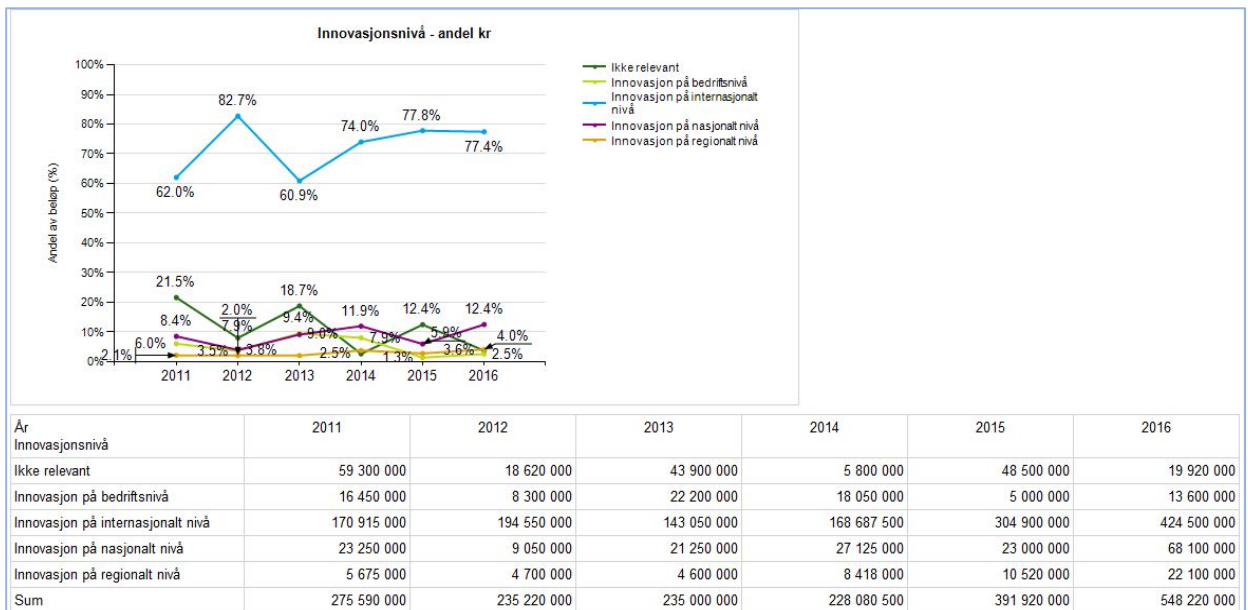 Innovasjonsnivå - andel kr
Ikke relevant
Innovasjon på bedriftsnivå
Innovasjon på internasjonalt
nivå
Innovasjon på nasjonalt nivå
Innovasjon på regionalt nivå
Andel av beløp (%)
100%
90%
80%
70%
60%
50%
40%
30%
20%
10%
0%
82.7%
74.0%
77.8%
77.4%
62.0%
60.9%
21.5%
2.0%
18.7%
11.9%
12.4%
12.4%
8.4%
7.9%
9.4%
9.0%
7.9%
5.9%
4.0%
6.0%
2.1%
3.5%
3.8%
2.5%
1.3%
3.6%
2.5%
2011 2012 2013 2014 2015 2016
År 2011 2012 2013 2014 2015 2016
Innovasjonsnivå
Ikke relevant 59 300 000 18 620 000 43 900 000 5 800 000 48 500 000 19 920 000
Innovasjon på bedriftsnivå 16 450 000 8 300 000 22 200 000 18 050 000 5 000 000 13 600 000
Innovasjon på internasjonalt nivå 170 915 000 194 550 000 143 050 000 168 687 500 304 900 000 424 500 000
Innovasjon på nasjonalt nivå 23 250 000 9 050 000 21 250 000 27 125 000 23 000 000 68 100 000
Innovasjon på regionalt nivå 5 675 000 4 700 000 4 600 000 8 418 000 10 520 000 22 100 000
Sum 275 590 000 235 220 000 235 000 000 228 080 500 391 920 000 548 220 000